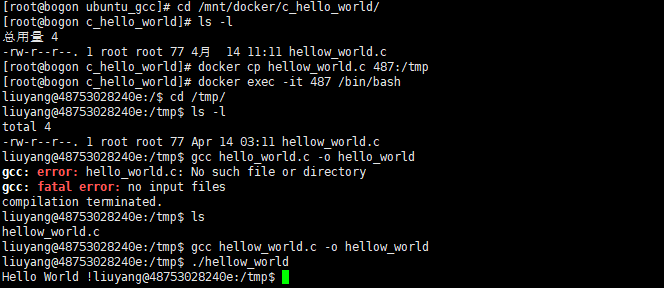 [root@bogon ubuntu_gcc]# cd /mnt/docker/c_hello_world/
[root@bogon c_hello_world]# ls -l
总用量 4
-rw-r--r--. 1 root root 77 4月  14 11:11 hellow_world.c
[root@bogon c_hello_world]# docker cp hellow_world.c 487:/tmp
[root@bogon c_hello_world]# docker exec -it 487 /bin/bash
liuyang@48753028240e:/$ cd /tmp/
liuyang@48753028240e:/tmp$ ls -l
total 4
-rw-r--r--. 1 root root 77 Apr 14 03:11 hellow_world.c
liuyang@48753028240e:/tmp$ gcc hello_world.c -o hello_world
gcc: error: hello_world.c: No such file or directory
gcc: fatal error: no input files
compilation terminated.
liuyang@48753028240e:/tmp$ ls
hellow_world.c
liuyang@48753028240e:/tmp$ gcc hellow_world.c -o hellow_world
liuyang@48753028240e:/tmp$ ./hellow_world
Hello World !liuyang@48753028240e:/tmp$